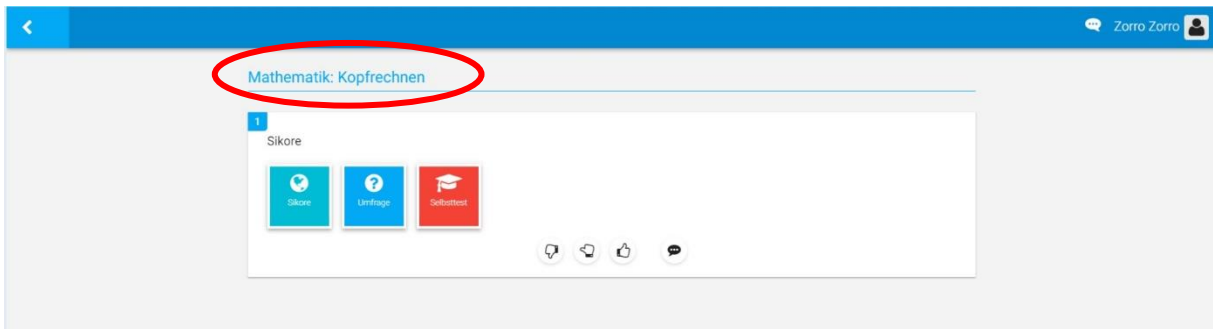 Zorro Zorro
Mathematik: Kopfrechnen
1
Sikore
Sikore Umfrage Selbsttest